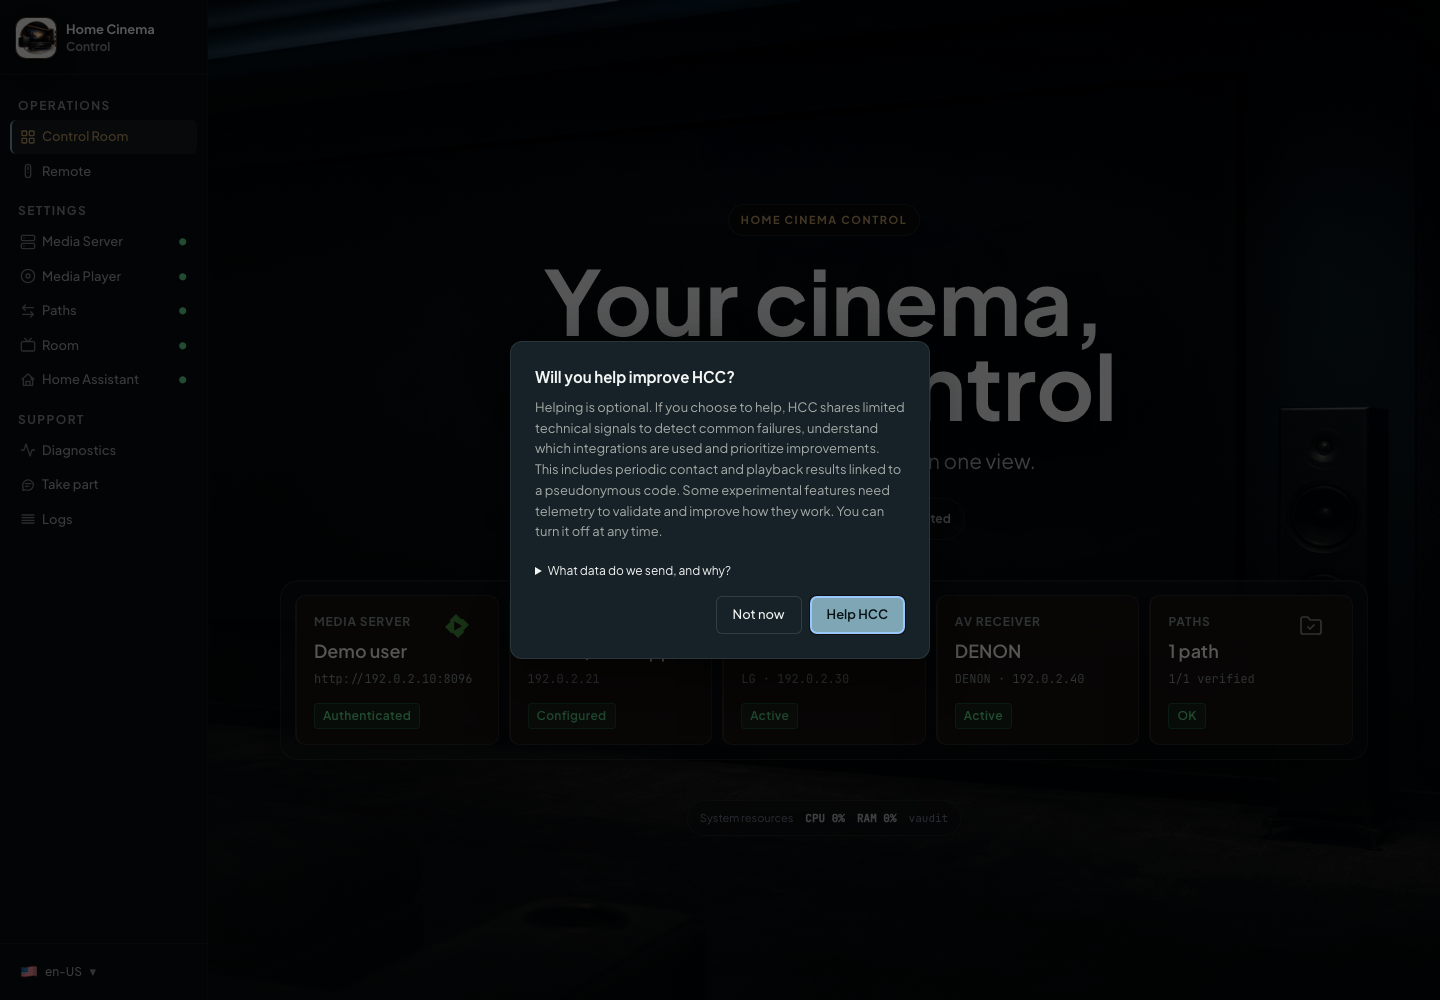 Home Cinema
Control
OPERATIONS
Control Room
Remote
SETTINGS
Media Server
Media Player
Paths
Room
Home Assistant
SUPPORT
Diagnostics
Take part
Logs
en-US
HOME CINEMA CONTROL
Your cinema,
ntrol
n one view.
ted
Will you help improve HCC?
Helping is optional. If you choose to help, HCC shares limited
technical signals to detect common failures, understand
which integrations are used and prioritize improvements.
This includes periodic contact and playback results linked to
a pseudonymous code. Some experimental features need
telemetry to validate and improve how they work. You can
turn it off at any time.
What data do we send, and why?
Not now
Help HCC
MEDIA SERVER
Demo user
http://192.0.2.10:8096
Authenticated
192.0.2.21
Configured
LG · 192.0.2.30
Active
AV RECEIVER
DENON
DENON · 192.0.2.40
Active
PATHS
1 path
1/1 verified
OK
System resources CPU 0% RAM 0% vaudit